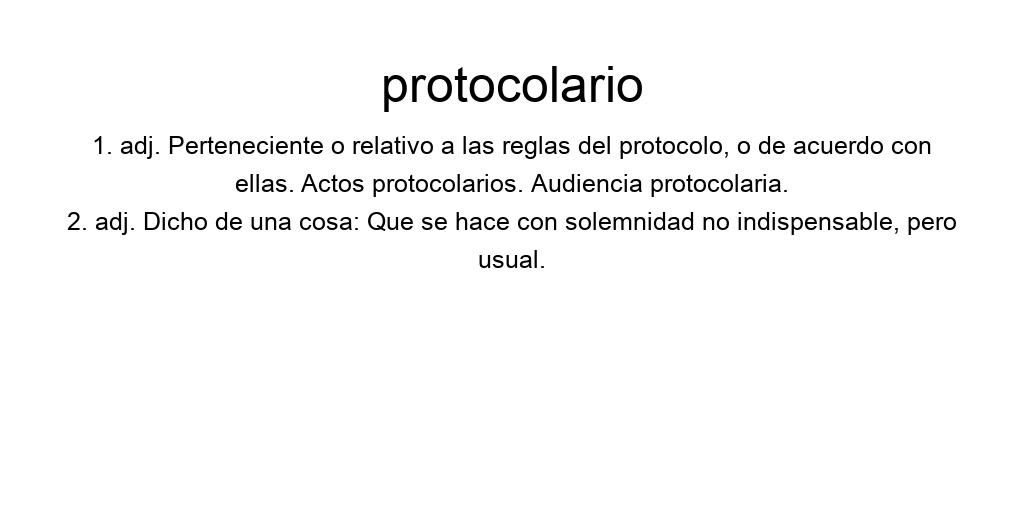 protocolario
1. adj. Perteneciente o relativo a las reglas del protocolo, o de acuerdo con
ellas. Actos protocolarios. Audiencia protocolaria.
2. adj. Dicho de una cosa: Que se hace con solemnidad no indispensable, pero
usual.